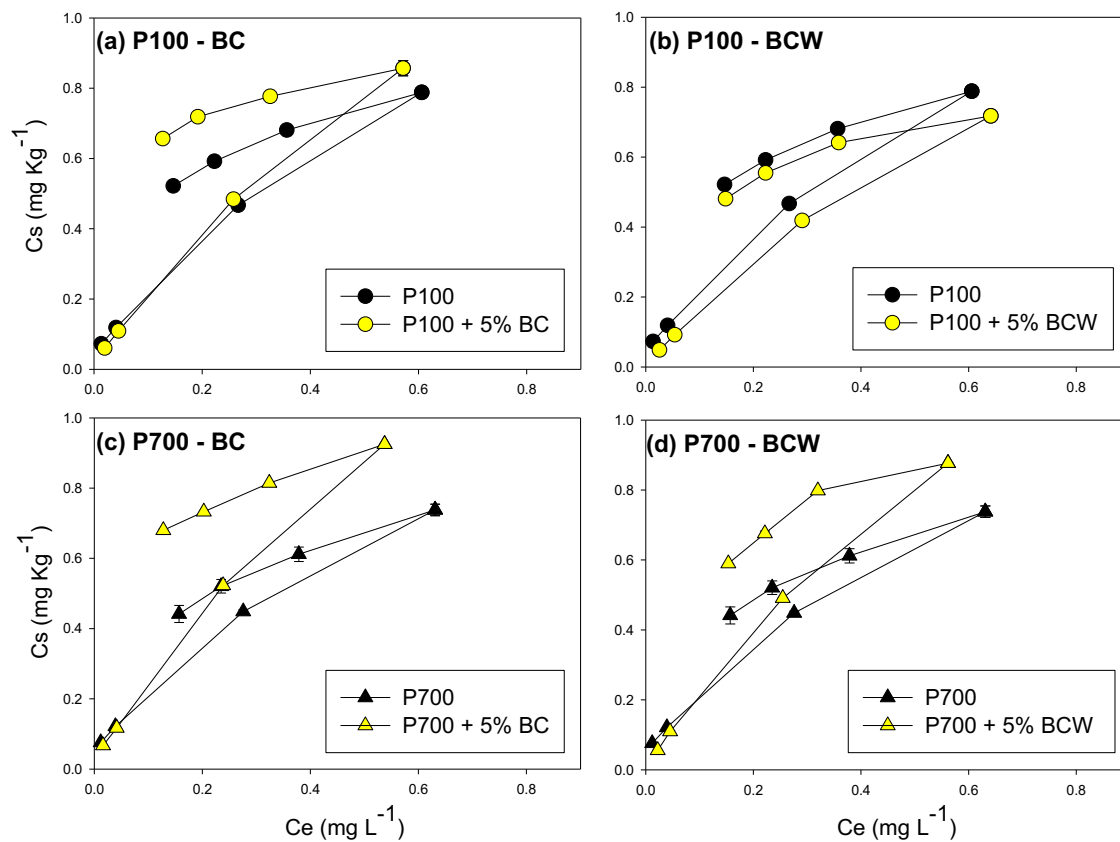 (a) P100 - BC
1.0
0.8
0.6
0.4
0.2
0.0
Cs (mg Kg⁻¹)
P100
P100 + 5% BC
0.0 0.2 0.4 0.6 0.8
(b) P100 - BCW
1.0
0.8
0.6
0.4
0.2
0.0
P100
P100 + 5% BCW
0.0 0.2 0.4 0.6 0.8
(c) P700 - BC
1.0
0.8
0.6
0.4
0.2
0.0
Cs (mg Kg⁻¹)
P700
P700 + 5% BC
0.0 0.2 0.4 0.6 0.8
Ce (mg L⁻¹)
(d) P700 - BCW
1.0
0.8
0.6
0.4
0.2
0.0
P700
P700 + 5% BCW
0.0 0.2 0.4 0.6 0.8
Ce (mg L⁻¹)